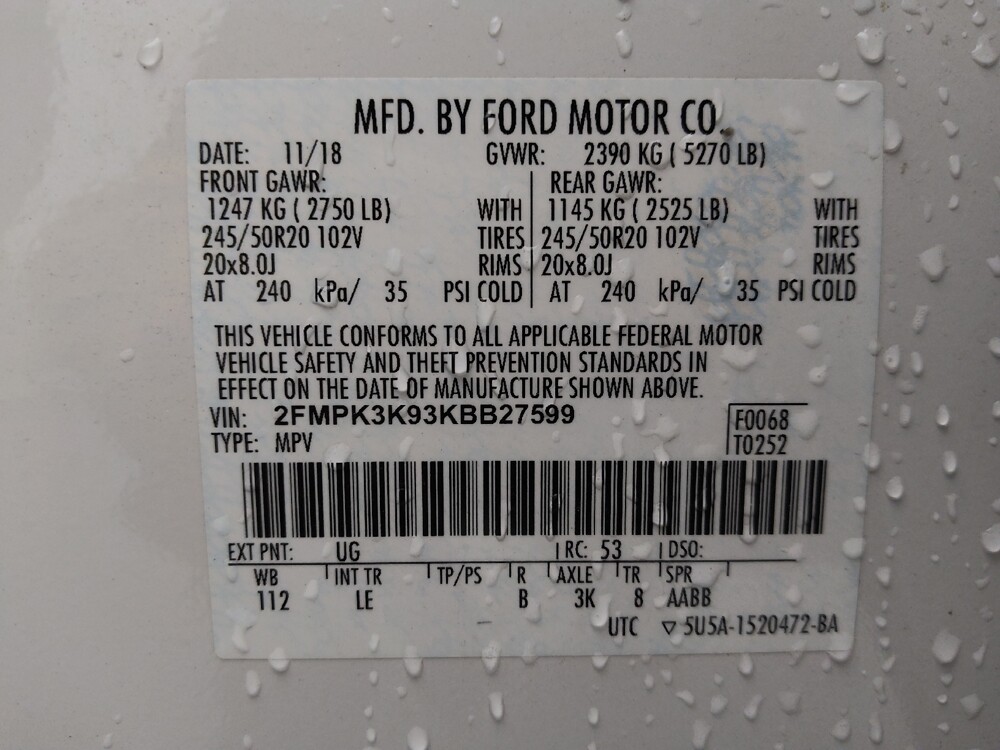 MFD. BY FORD MOTOR CO.
DATE: 11/18 GVWR: 2390 KG ( 5270 LB)
FRONT GAWR: REAR GAWR:
1247 KG ( 2750 LB) WITH 1145 KG ( 2525 LB) WITH
245/50R20 102V TIRES 245/50R20 102V TIRES
20x8.0J RIMS 20x8.0J RIMS
AT 240 kPa/ 35 PSI COLD AT 240 kPa/ 35 PSI COLD
THIS VEHICLE CONFORMS TO ALL APPLICABLE FEDERAL MOTOR
VEHICLE SAFETY AND THEFT PREVENTION STANDARDS IN
EFFECT ON THE DATE OF MANUFACTURE SHOWN ABOVE.
VIN: 2FMPK3K93KBB27599 F0068
TYPE: MPV T0252
EXT PNT: UG RC: 53 DSO:
WB INT TR TP/PS R AXLE TR SPR
112 LE B 3K 8 AABB
UTC ▽ 5U5A-1520472-BA